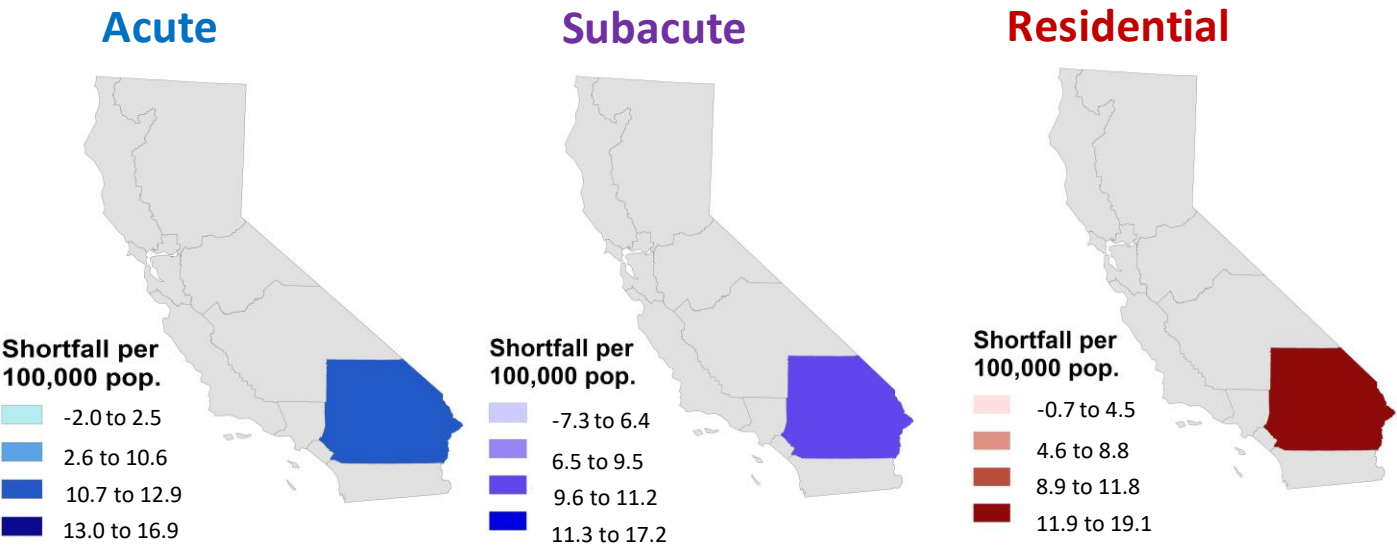 Acute
Subacute
Residential
Shortfall per
100,000 pop.
-2.0 to 2.5
2.6 to 10.6
10.7 to 12.9
13.0 to 16.9
Shortfall per
100,000 pop.
-7.3 to 6.4
6.5 to 9.5
9.6 to 11.2
11.3 to 17.2
Shortfall per
100,000 pop.
-0.7 to 4.5
4.6 to 8.8
8.9 to 11.8
11.9 to 19.1